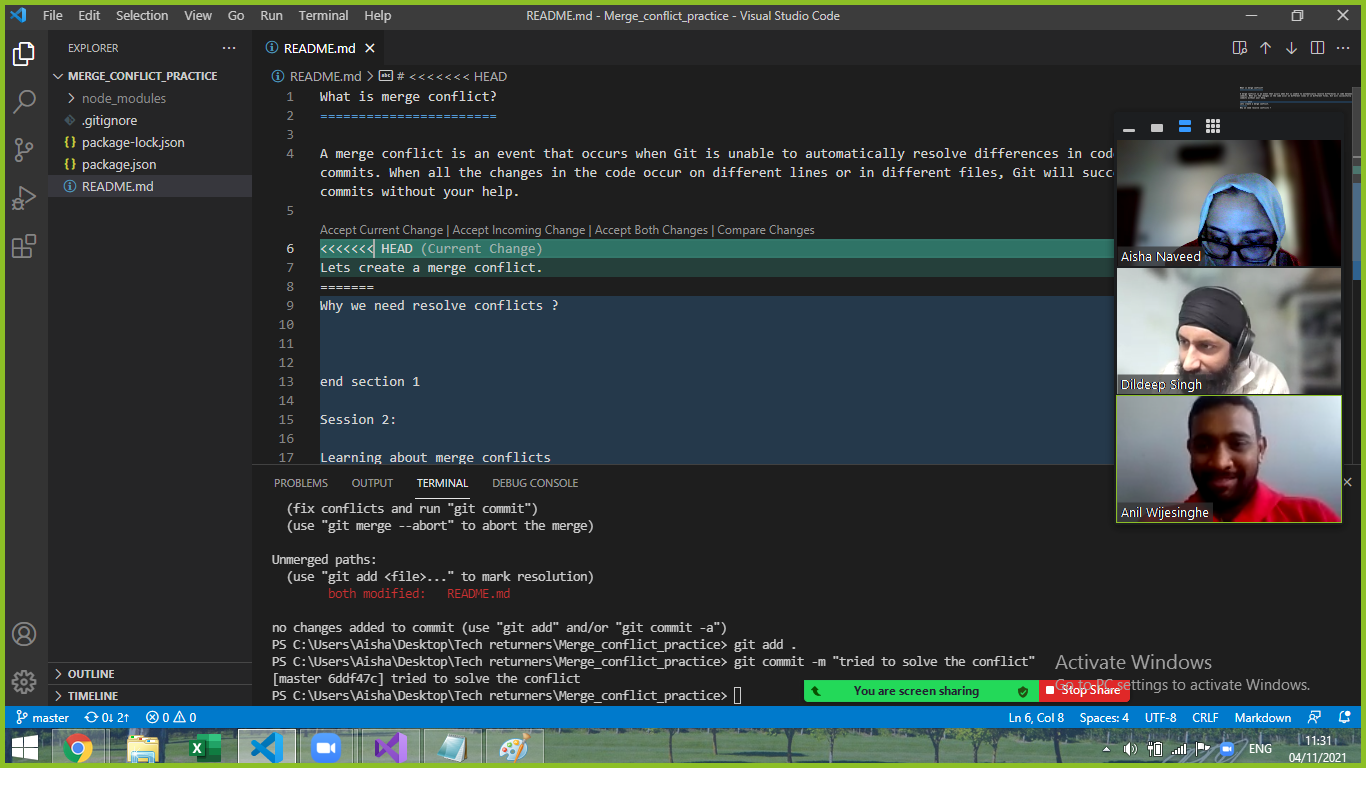 File Edit Selection View Go Run Terminal Help README.md - Merge_conflict_practice - Visual Studio Code
EXPLORER
MERGE_CONFLICT_PRACTICE
node_modules
.gitignore
package-lock.json
package.json
README.md
OUTLINE
TIMELINE
README.md
README.md > # <<<<<<< HEAD
1 What is merge conflict?
2 =======================
3
4 A merge conflict is an event that occurs when Git is unable to automatically resolve differences in cod
commits. When all the changes in the code occur on different lines or in different files, Git will succ
commits without your help.
5
Accept Current Change | Accept Incoming Change | Accept Both Changes | Compare Changes
6 <<<<<<< HEAD (Current Change)
7 Lets create a merge conflict.
8 =======
9 Why we need resolve conflicts ?
10
11
12
13 end section 1
14
15 Session 2:
16
17 Learning about merge conflicts
Aisha Naveed
Dildeep Singh
Anil Wijesinghe
PROBLEMS OUTPUT TERMINAL DEBUG CONSOLE
(fix conflicts and run "git commit")
(use "git merge --abort" to abort the merge)
Unmerged paths:
(use "git add <file>..." to mark resolution)
both modified: README.md
no changes added to commit (use "git add" and/or "git commit -a")
PS C:\Users\Aisha\Desktop\Tech returners\Merge_conflict_practice> git add .
PS C:\Users\Aisha\Desktop\Tech returners\Merge_conflict_practice> git commit -m "tried to solve the conflict"
[master 6ddf47c] tried to solve the conflict
PS C:\Users\Aisha\Desktop\Tech returners\Merge_conflict_practice>
Activate Windows
Go to PC settings to activate Windows.
You are screen sharing Stop Share
master 0↓ 2↑ 0 0 Ln 6, Col 8 Spaces: 4 UTF-8 CRLF Markdown
ENG 11:31
04/11/2021